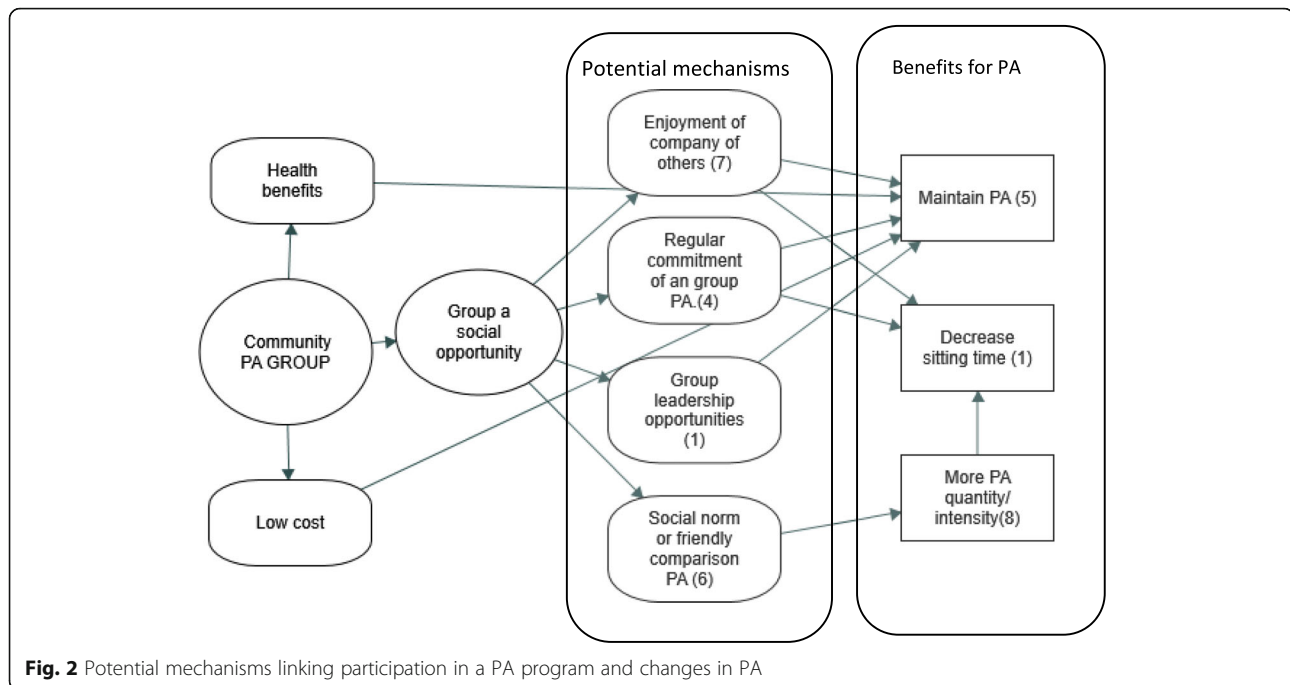 Potential mechanisms
Benefits for PA
Health
benefits
Community
PA GROUP
Low cost
Group a
social
opportunity
Enjoyment of
company of
others (7)
Regular
commitment
of an group
PA.(4)
Group
leadership
opportunities
(1)
Social norm
or friendly
comparison
PA (6)
Maintain PA (5)
Decrease
sitting time (1)
More PA
quantity/
intensity(8)
Fig. 2 Potential mechanisms linking participation in a PA program and changes in PA